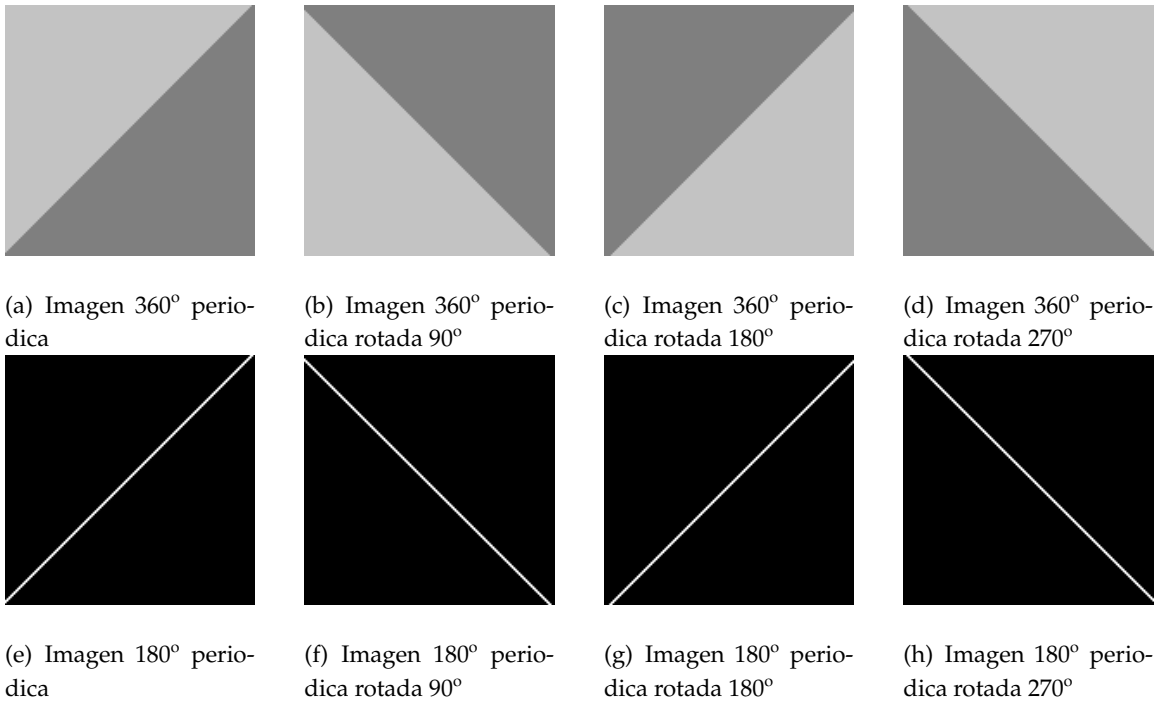 (a) Imagen 360º perio-
dica
(b) Imagen 360º perio-
dica rotada 90º
(c) Imagen 360º perio-
dica rotada 180º
(d) Imagen 360º perio-
dica rotada 270º
(e) Imagen 180º perio-
dica
(f) Imagen 180º perio-
dica rotada 90º
(g) Imagen 180º perio-
dica rotada 180º
(h) Imagen 180º perio-
dica rotada 270º